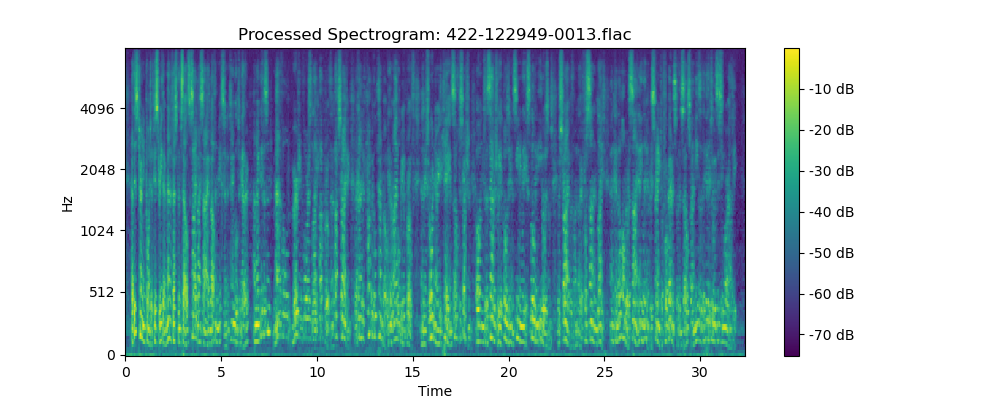 Processed Spectrogram: 422-122949-0013.flac
Hz
4096
2048
1024
512
0
0 5 10 15 20 25 30
Time
-10 dB
-20 dB
-30 dB
-40 dB
-50 dB
-60 dB
-70 dB